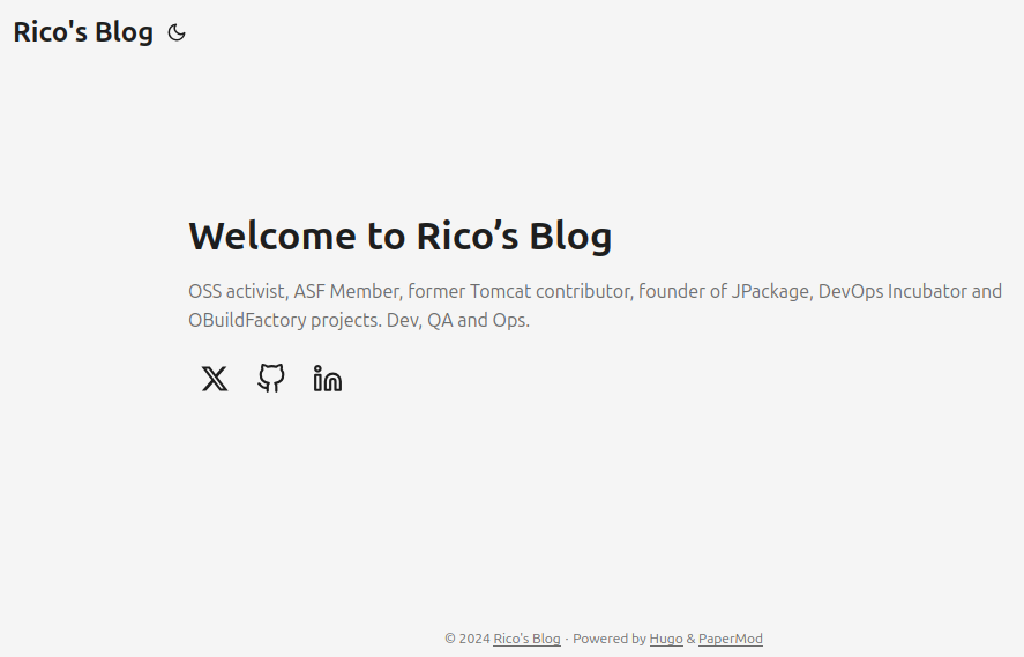 Rico's Blog
Welcome to Rico’s Blog
OSS activist, ASF Member, former Tomcat contributor, founder of JPackage, DevOps Incubator and
OBuildFactory projects. Dev, QA and Ops.
© 2024 Rico's Blog · Powered by Hugo & PaperMod